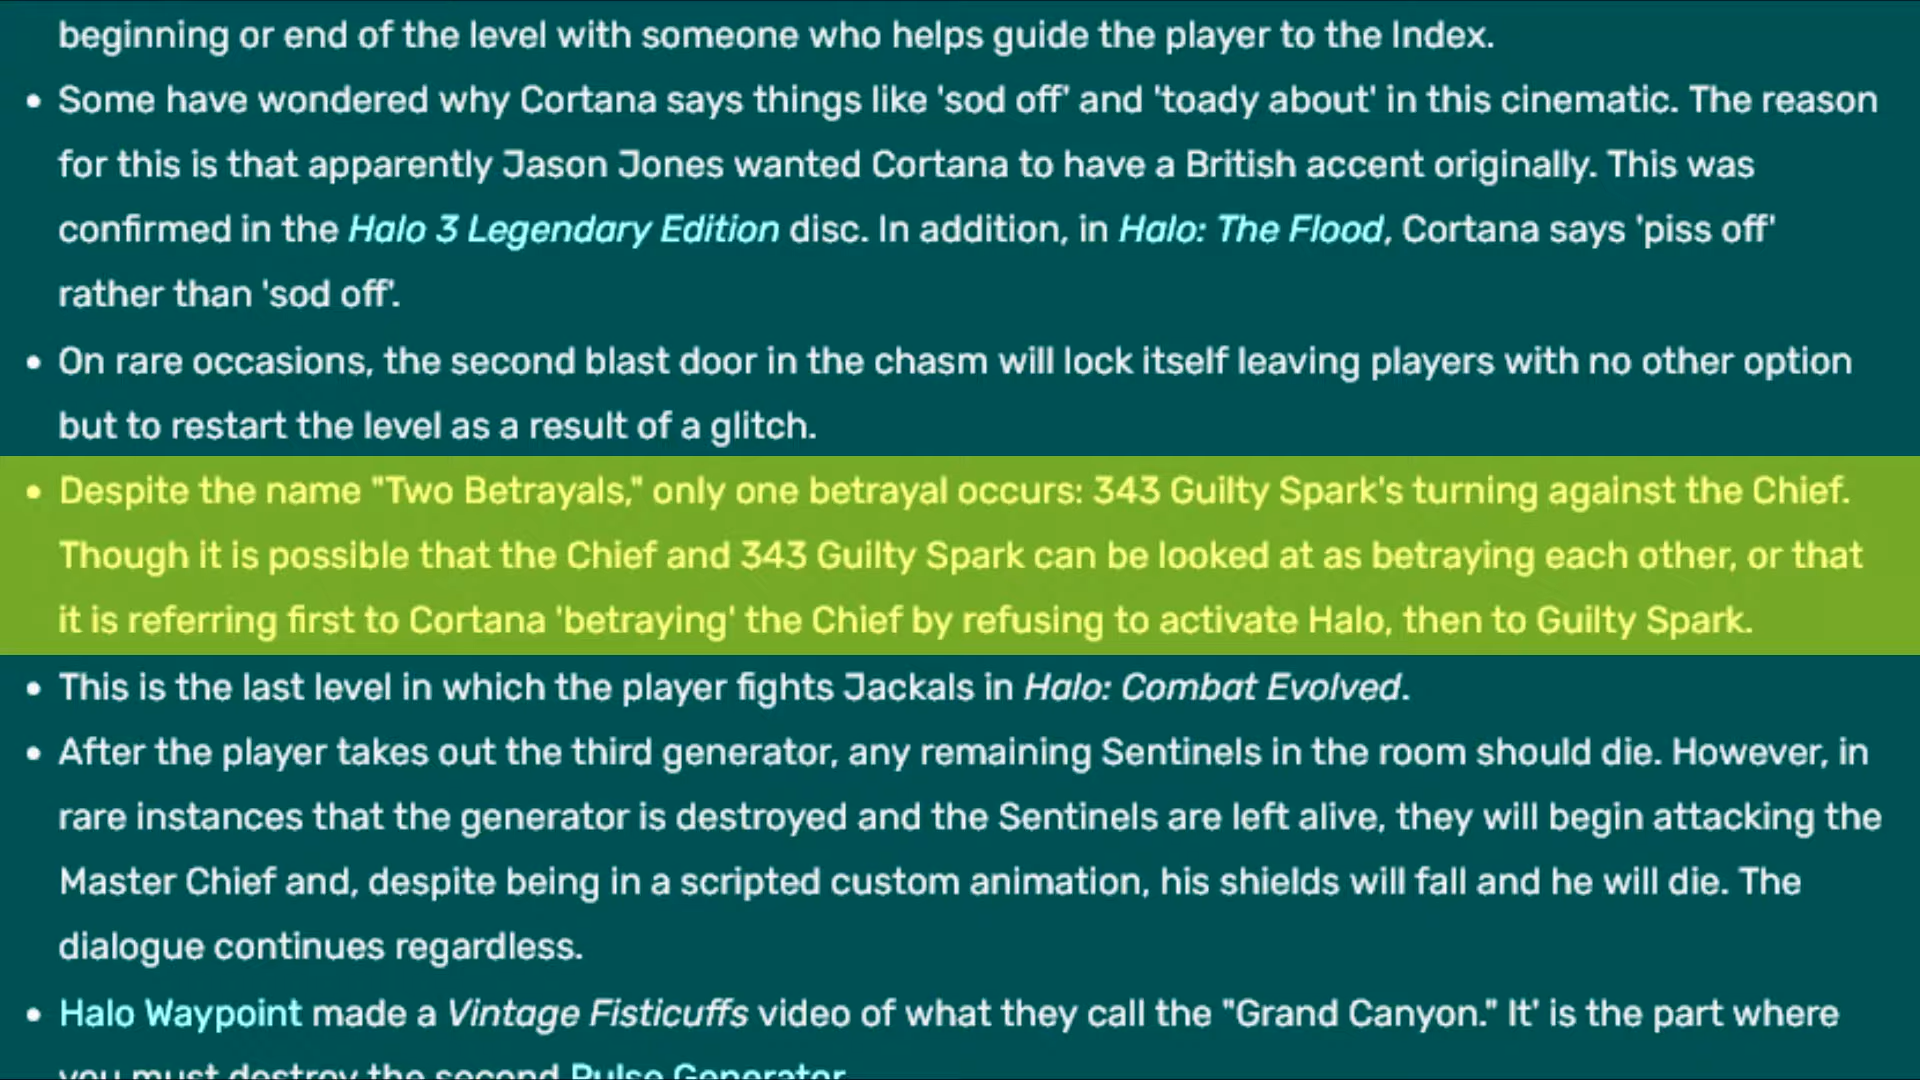 beginning or end of the level with someone who helps guide the player to the Index.
• Some have wondered why Cortana says things like 'sod off' and 'toady about' in this cinematic. The reason
for this is that apparently Jason Jones wanted Cortana to have a British accent originally. This was
confirmed in the Halo 3 Legendary Edition disc. In addition, in Halo: The Flood, Cortana says 'piss off'
rather than 'sod off'.
• On rare occasions, the second blast door in the chasm will lock itself leaving players with no other option
but to restart the level as a result of a glitch.
• Despite the name "Two Betrayals," only one betrayal occurs: 343 Guilty Spark's turning against the Chief.
Though it is possible that the Chief and 343 Guilty Spark can be looked at as betraying each other, or that
it is referring first to Cortana 'betraying' the Chief by refusing to activate Halo, then to Guilty Spark.
• This is the last level in which the player fights Jackals in Halo: Combat Evolved.
• After the player takes out the third generator, any remaining Sentinels in the room should die. However, in
rare instances that the generator is destroyed and the Sentinels are left alive, they will begin attacking the
Master Chief and, despite being in a scripted custom animation, his shields will fall and he will die. The
dialogue continues regardless.
• Halo Waypoint made a Vintage Fisticuffs video of what they call the "Grand Canyon." It' is the part where
you must destroy the second Pulse Generator.